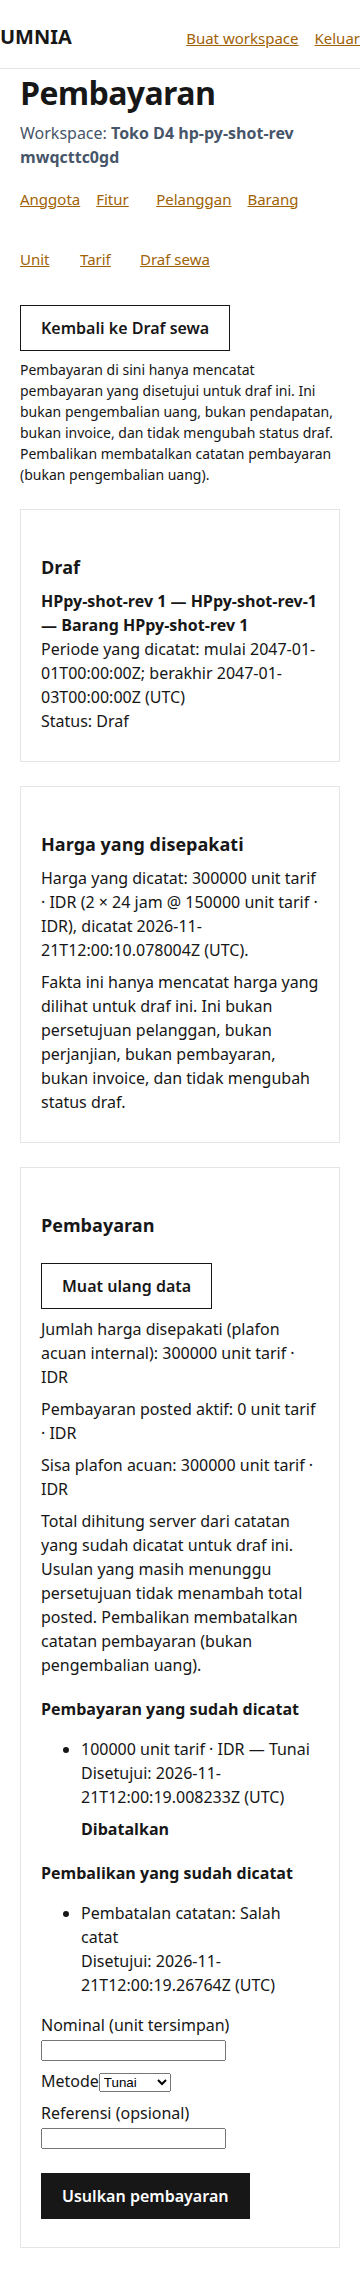 UMNIA
Buat workspace Keluar
Pembayaran
Workspace: Toko D4 hp-py-shot-rev
mwqcttc0gd
Anggota Fitur Pelanggan Barang
Unit Tarif Draf sewa
Kembali ke Draf sewa
Pembayaran di sini hanya mencatat
pembayaran yang disetujui untuk draf ini. Ini
bukan pengembalian uang, bukan pendapatan,
bukan invoice, dan tidak mengubah status draf.
Pembalikan membatalkan catatan pembayaran
(bukan pengembalian uang).
Draf
HPpy-shot-rev 1 — HPpy-shot-rev-1
— Barang HPpy-shot-rev 1
Periode yang dicatat: mulai 2047-01-
01T00:00:00Z; berakhir 2047-01-
03T00:00:00Z (UTC)
Status: Draf
Harga yang disepakati
Harga yang dicatat: 300000 unit tarif
· IDR (2 × 24 jam @ 150000 unit tarif ·
IDR), dicatat 2026-11-
21T12:00:10.078004Z (UTC).
Fakta ini hanya mencatat harga yang
dilihat untuk draf ini. Ini bukan
persetujuan pelanggan, bukan
perjanjian, bukan pembayaran,
bukan invoice, dan tidak mengubah
status draf.
Pembayaran
Muat ulang data
Jumlah harga disepakati (plafon
acuan internal): 300000 unit tarif ·
IDR
Pembayaran posted aktif: 0 unit tarif
· IDR
Sisa plafon acuan: 300000 unit tarif ·
IDR
Total dihitung server dari catatan
yang sudah dicatat untuk draf ini.
Usulan yang masih menunggu
persetujuan tidak menambah total
posted. Pembalikan membatalkan
catatan pembayaran (bukan
pengembalian uang).
Pembayaran yang sudah dicatat
• 100000 unit tarif · IDR — Tunai
Disetujui: 2026-11-
21T12:00:19.008233Z (UTC)
Dibatalkan
Pembalikan yang sudah dicatat
• Pembatalan catatan: Salah
catat
Disetujui: 2026-11-
21T12:00:19.26764Z (UTC)
Nominal (unit tersimpan)
Metode Tunai
Referensi (opsional)
Usulkan pembayaran